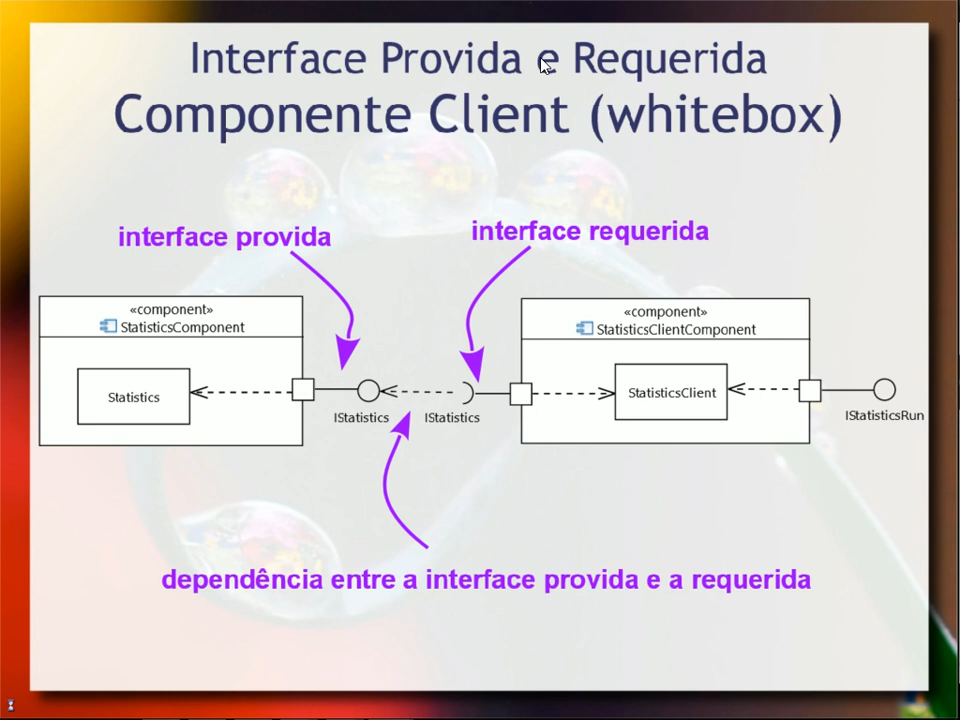 Interface Provida e Requerida
Componente Client (whitebox)
interface provida
interface requerida
«component»
StatisticsComponent
«component»
StatisticsClientComponent
Statistics
StatisticsClient
IStatistics
IStatistics
IStatisticsRun
dependência entre a interface provida e a requerida